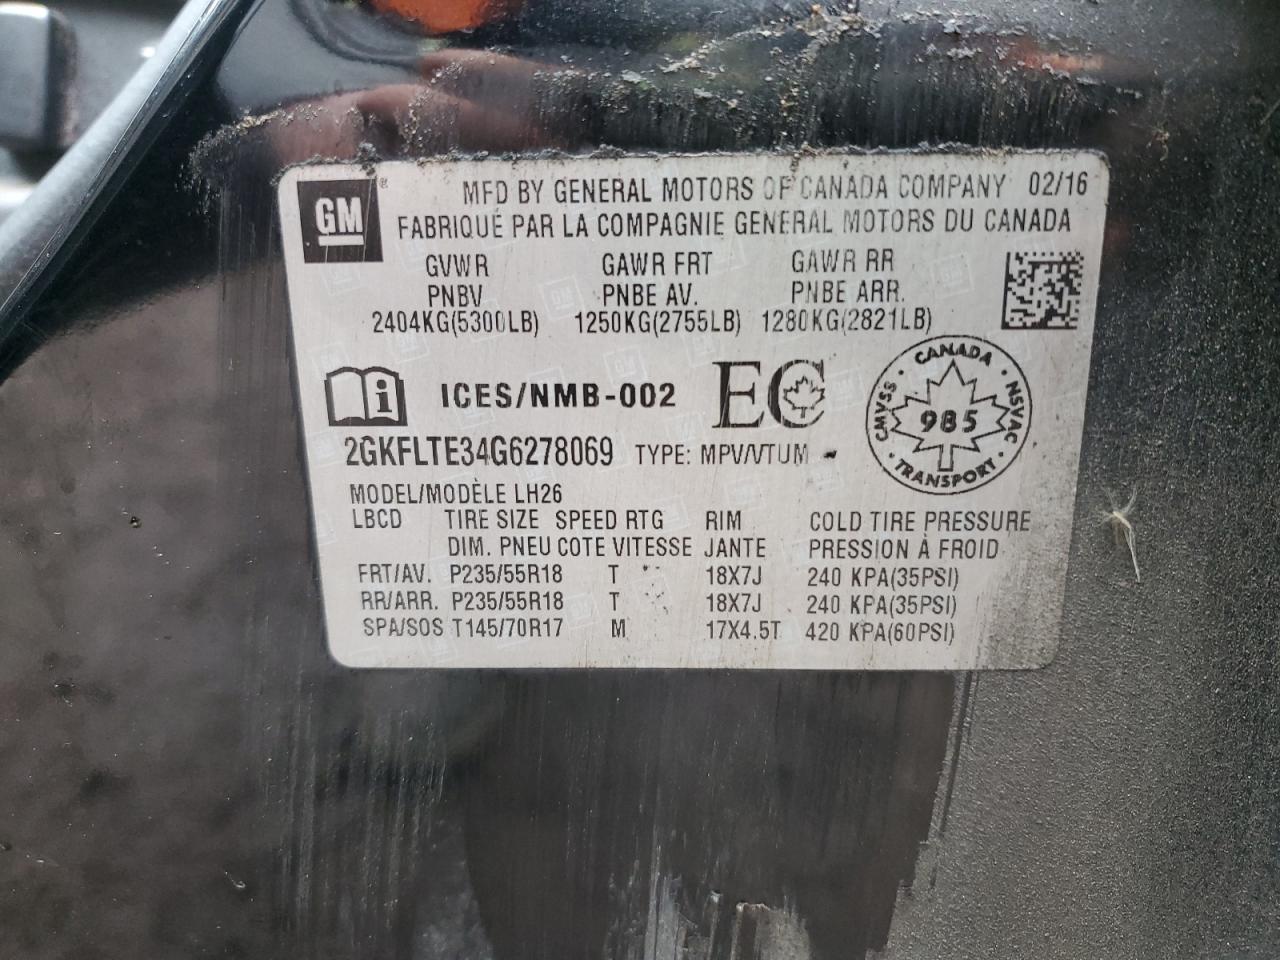 GM ® MFD BY GENERAL MOTORS OF CANADA COMPANY 02/16
FABRIQUÉ PAR LA COMPAGNIE GENERAL MOTORS DU CANADA
GVWR GAWR FRT GAWR RR
PNBV PNBE AV. PNBE ARR.
2404KG(5300LB) 1250KG(2755LB) 1280KG(2821LB)
i ICES/NMB-002 EC
CANADA
CMVSS 985 NSVAC
TRANSPORT
2GKFLTE34G6278069 TYPE: MPV/VTUM
MODEL/MODÈLE LH26
LBCD TIRE SIZE SPEED RTG RIM COLD TIRE PRESSURE
DIM. PNEU COTE VITESSE JANTE PRESSION À FROID
FRT/AV. P235/55R18 T 18X7J 240 KPA(35PSI)
RR/ARR. P235/55R18 T 18X7J 240 KPA(35PSI)
SPA/SOS T145/70R17 M 17X4.5T 420 KPA(60PSI)